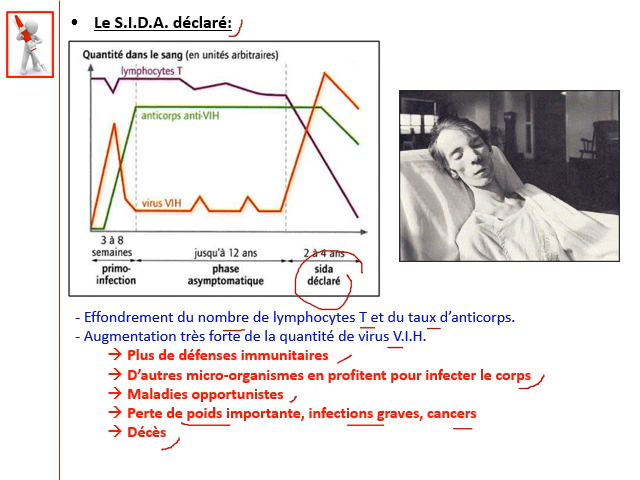 • Le S.I.D.A. déclaré:
Quantité dans le sang (en unités arbitraires)
lymphocytes T
anticorps anti-VIH
virus VIH
3 à 8
semaines
jusqu'à 12 ans
2 à 4 ans
primo-
infection
phase
asymptomatique
sida
déclaré
- Effondrement du nombre de lymphocytes T et du taux d'anticorps.
- Augmentation très forte de la quantité de virus V.I.H.
→ Plus de défenses immunitaires
→ D'autres micro-organismes en profitent pour infecter le corps
→ Maladies opportunistes
→ Perte de poids importante, infections graves, cancers
→ Décès